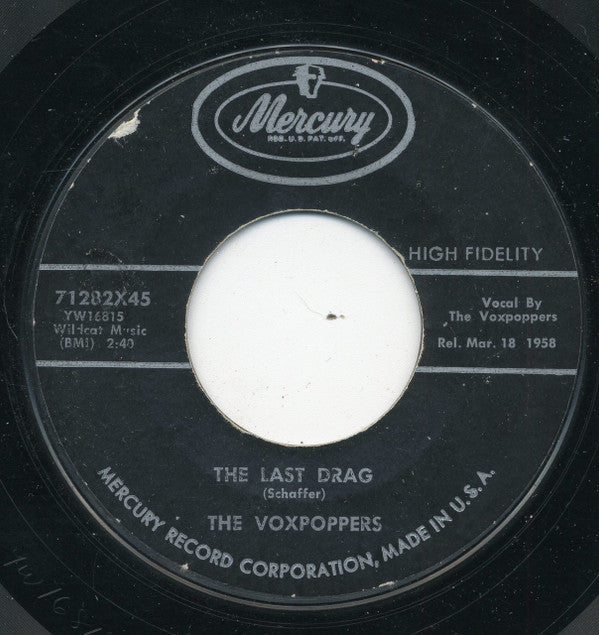 Mercury
REG. U.S. PAT. OFF.
HIGH FIDELITY
71282X45
YW16815
Wildcat Music
(BMI) 2:40
Vocal By
The Voxpoppers
Rel. Mar. 18 1958
THE LAST DRAG
(Schaffer)
THE VOXPOPPERS
MERCURY RECORD CORPORATION, MADE IN U.S.A.